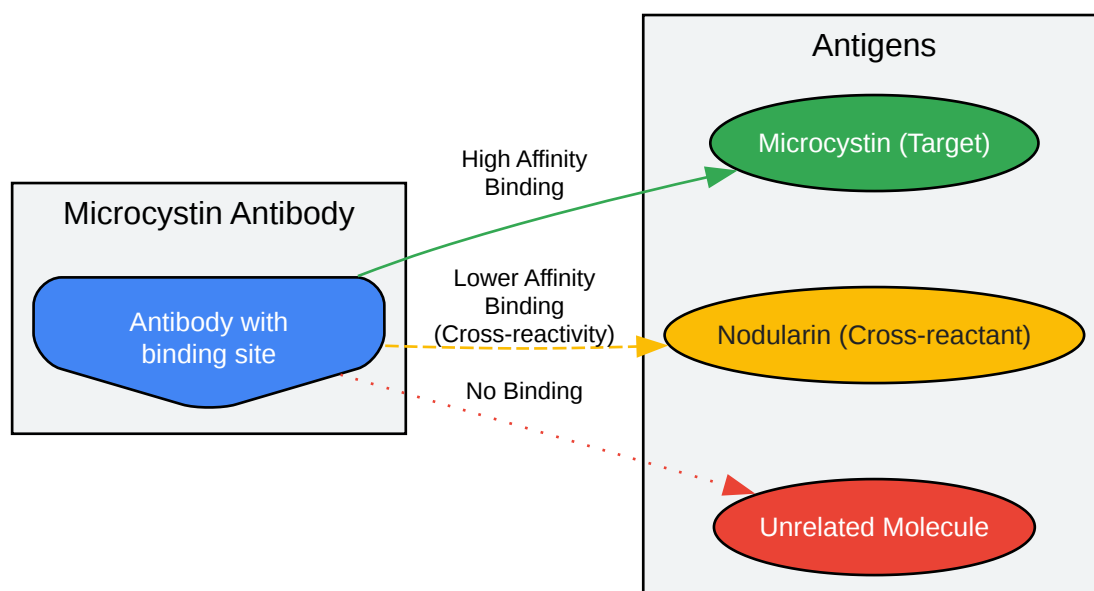 Microcystin Antibody
Antibody with
binding site
High Affinity
Binding
Lower Affinity
Binding
(Cross-reactivity)
No Binding
Antigens
Microcystin (Target)
Nodularin (Cross-reactant)
Unrelated Molecule